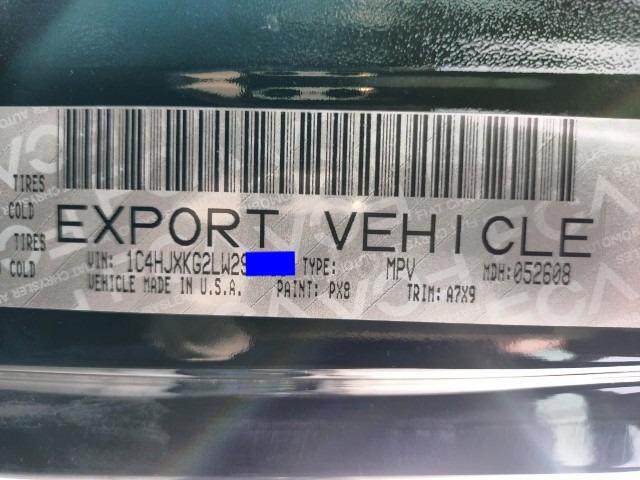 TIRES
COLD
TIRES
COLD
EXPORT VEHICLE
VIN: 1C4HJXKG2LW29 TYPE: MPV MDH:052608
VEHICLE MADE IN U.S.A. PAINT: PX8 TRIM: A7X9